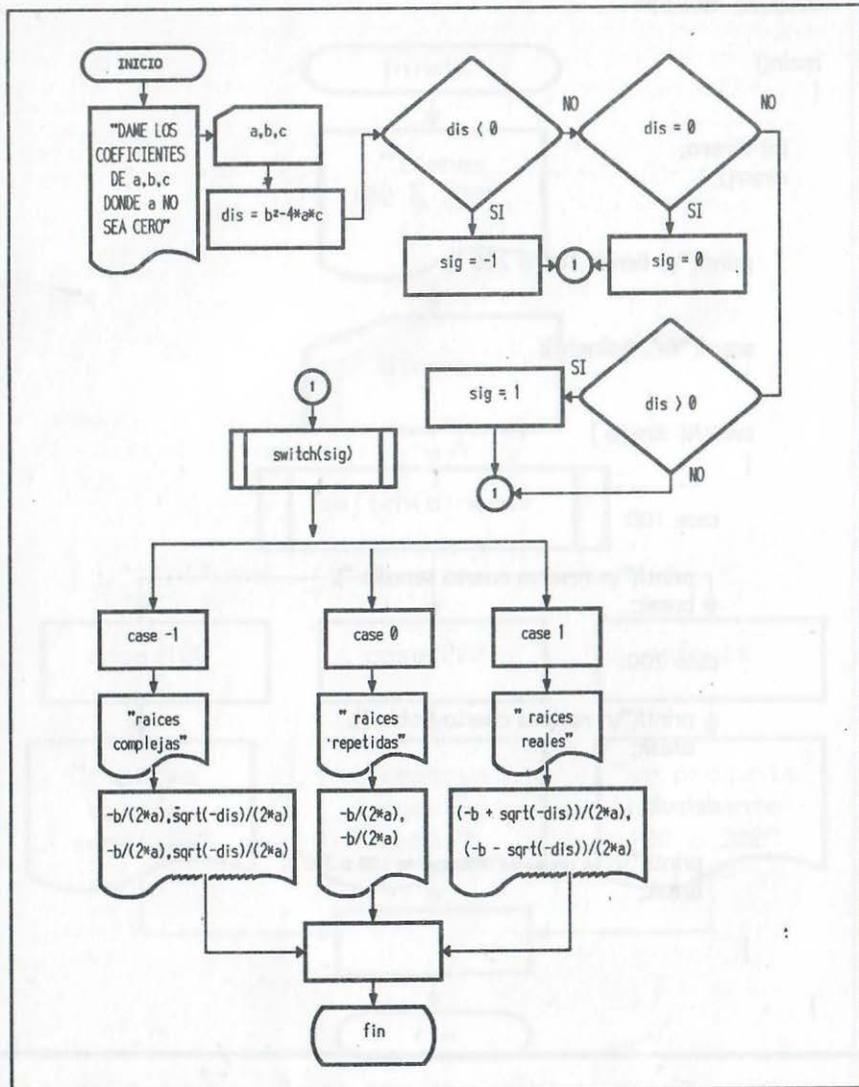 INICIO
"DAME LOS
COEFICIENTES
DE a,b,c
DONDE a NO
SEA CERO"
a,b,c
dis = b²-4*a*c
dis < 0
NO
SI
sig = -1
1
dis = 0
NO
SI
sig = 0
dis > 0
SI
NO
sig = 1
1
1
switch(sig)
case -1
case 0
case 1
"raices
complejas"
"raices
repetidas"
"raices
reales"
-b/(2*a),sqrt(-dis)/(2*a)
-b/(2*a),sqrt(-dis)/(2*a)
-b/(2*a),
-b/(2*a)
(-b + sqrt(-dis))/(2*a),
(-b - sqrt(-dis))/(2*a)
fin